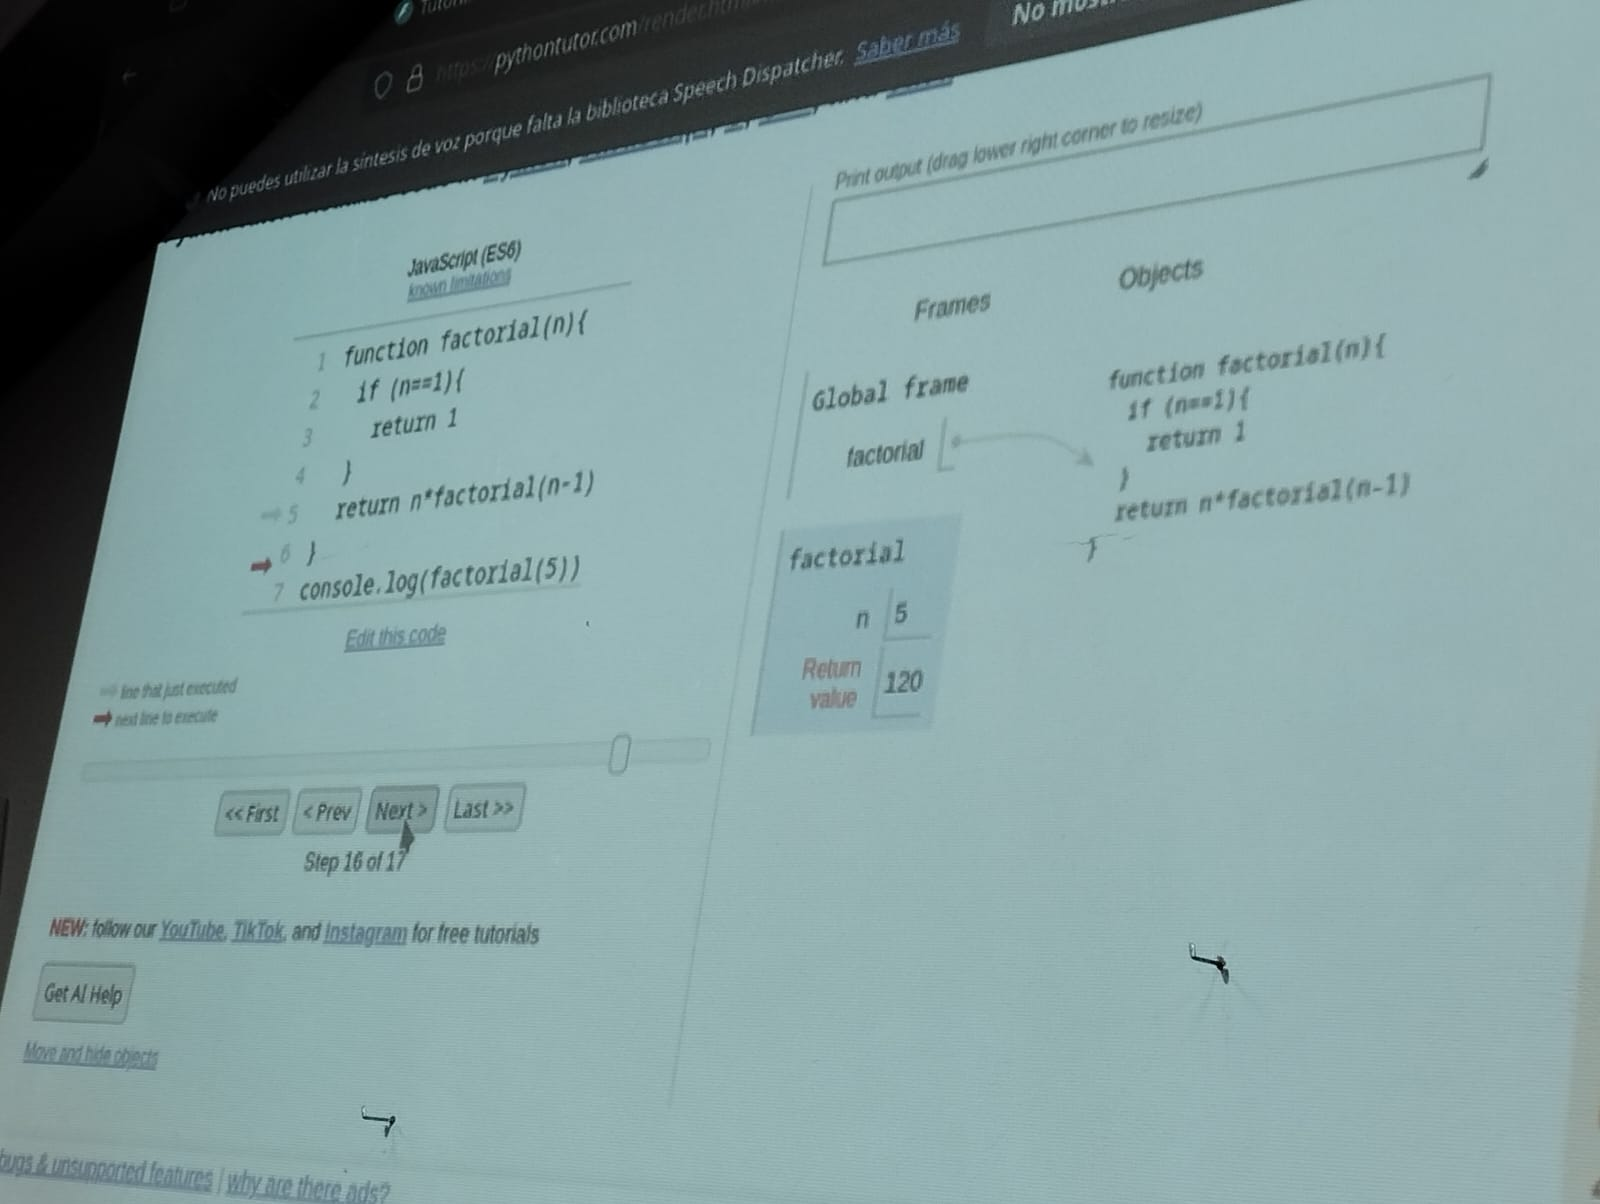 https://pythontutor.com/render.htm
No puedes utilizar la síntesis de voz porque falta la biblioteca Speech Dispatcher. Saber más
No
JavaScript (ES6)
known limitations
1 function factorial(n){
2 if (n==1){
3 return 1
4 }
5 return n*factorial(n-1)
6 }
7 console.log(factorial(5))
Edit this code
line that just executed
next line to execute
<< First
< Prev
Next >
Last >>
Step 16 of 17
NEW: follow our YouTube, TikTok, and Instagram for free tutorials
Get AI Help
Move and hide objects
bugs & unsupported features | why are there ads?
Print output (drag lower right corner to resize)
Frames
Objects
Global frame
factorial
function factorial(n){
if (n==1){
return 1
}
return n*factorial(n-1)
}
factorial
n 5
Return value 120